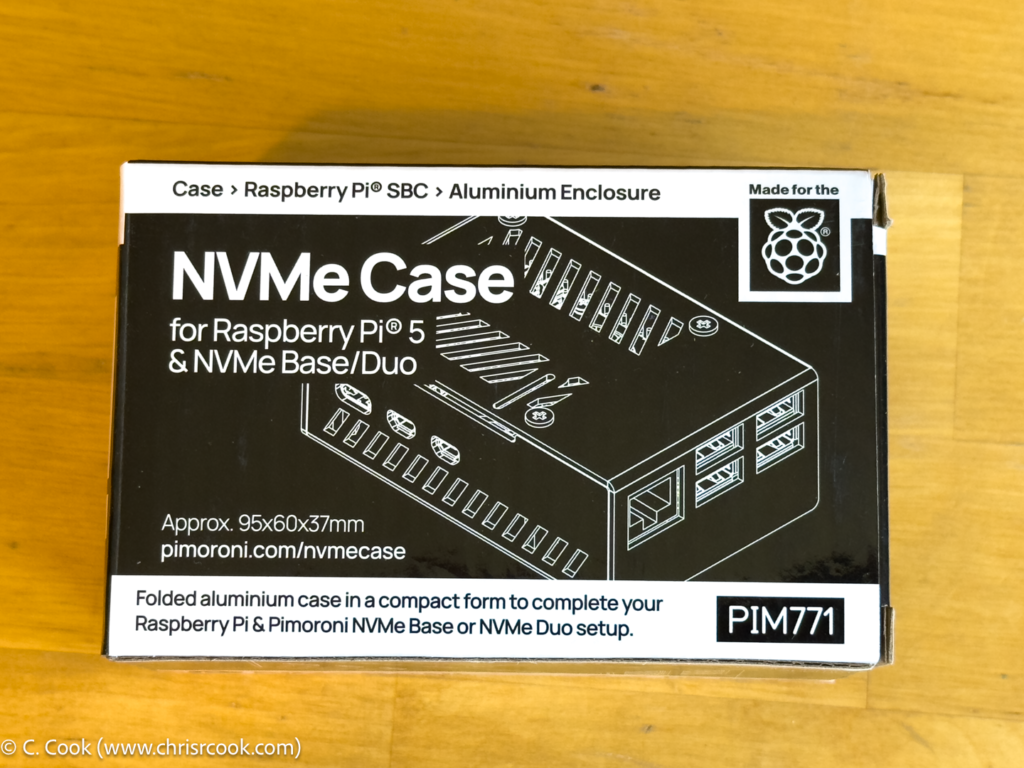 Case > Raspberry Pi® SBC > Aluminium Enclosure
Made for the
®
NVMe Case
for Raspberry Pi® 5
& NVMe Base/Duo
Approx. 95x60x37mm
pimoroni.com/nvmecase
Folded aluminium case in a compact form to complete your
Raspberry Pi & Pimoroni NVMe Base or NVMe Duo setup.
PIM771
© C. Cook (www.chrisrcook.com)